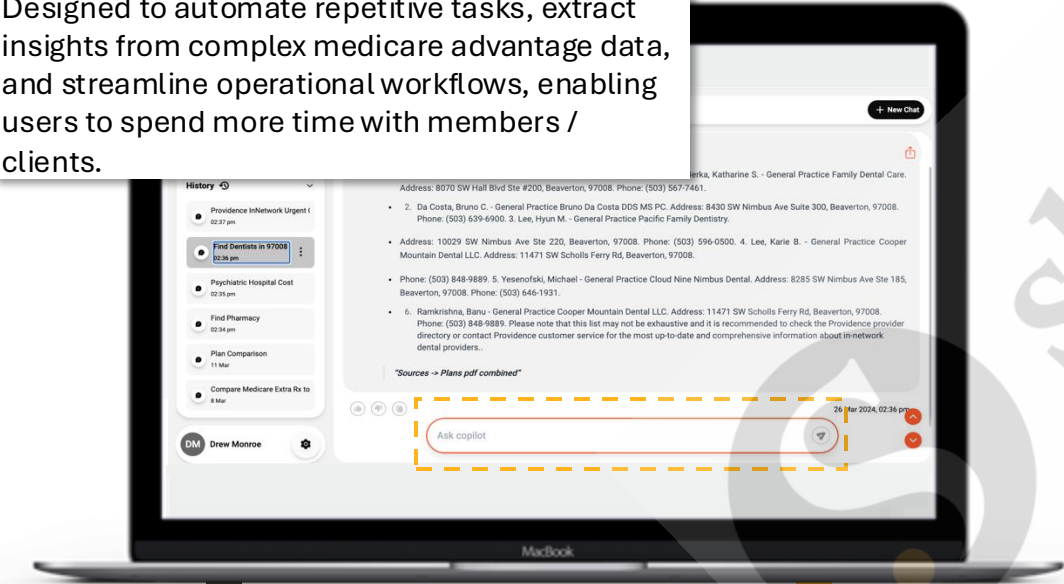 Designed to automate repetitive tasks, extract
insights from complex medicare advantage data,
and streamline operational workflows, enabling
users to spend more time with members /
clients.
+ New Chat
History
Providence InNetwork Urgent (
02:37 pm
Find Dentists in 97008
02:36 pm
Psychiatric Hospital Cost
02:35 pm
Find Pharmacy
02:34 pm
Plan Comparison
11 Mar
Compare Medicare Extra Rx to
8 Mar
DM Drew Monroe
Katharine S. - General Practice Family Dental Care.
Address: 8070 SW Hall Blvd Ste #200, Beaverton, 97008. Phone: (503) 567-7461.
• 2. Da Costa, Bruno C. - General Practice Bruno Da Costa DDS MS PC. Address: 8430 SW Nimbus Ave Suite 300, Beaverton, 97008.
Phone: (503) 639-6900. 3. Lee, Hyun M. - General Practice Pacific Family Dentistry.
• Address: 10029 SW Nimbus Ave Ste 220, Beaverton, 97008. Phone: (503) 596-0500. 4. Lee, Karie B. - General Practice Cooper
Mountain Dental LLC. Address: 11471 SW Scholls Ferry Rd, Beaverton, 97008.
• Phone: (503) 848-9889. 5. Yesenofski, Michael - General Practice Cloud Nine Nimbus Dental. Address: 8285 SW Nimbus Ave Ste 185,
Beaverton, 97008. Phone: (503) 646-1931.
• 6. Ramkrishna, Banu - General Practice Cooper Mountain Dental LLC. Address: 11471 SW Scholls Ferry Rd, Beaverton, 97008.
Phone: (503) 848-9889. Please note that this list may not be exhaustive and it is recommended to check the Providence provider
directory or contact Providence customer service for the most up-to-date and comprehensive information about in-network
dental providers..
"Sources -> Plans pdf combined"
26 Mar 2024, 02:36 pm
Ask copilot
MacBook